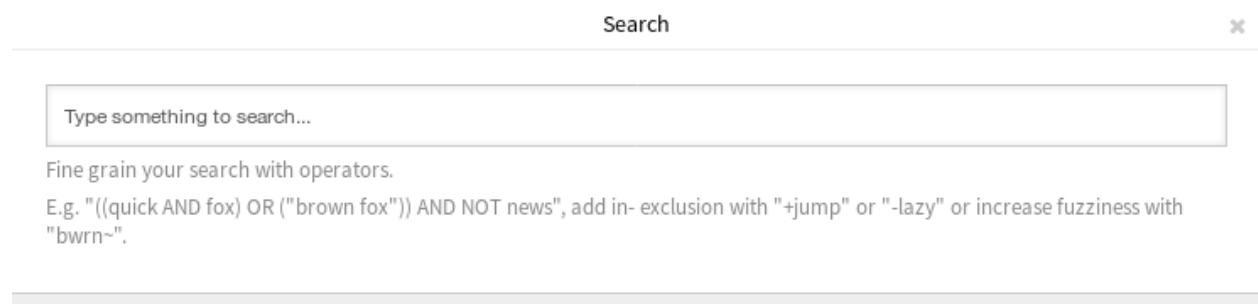 Search
Type something to search...
Fine grain your search with operators.
E.g. "((quick AND fox) OR ("brown fox")) AND NOT news", add in- exclusion with "+jump" or "-lazy" or increase fuzziness with
"bwrn~".